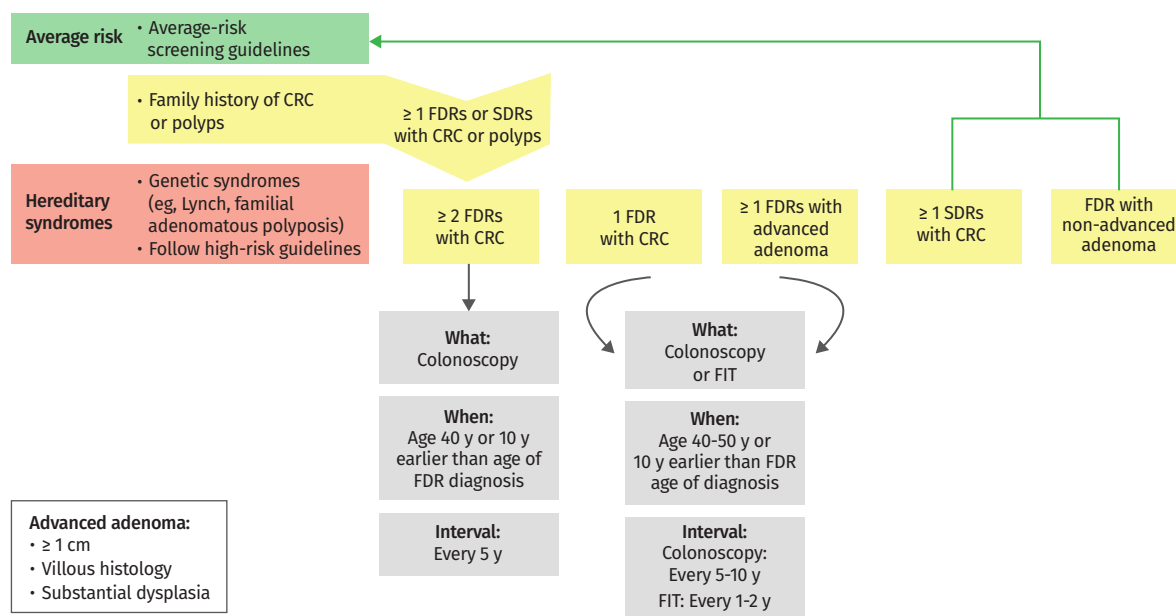 Average risk
• Average-risk
screening guidelines
• Family history of CRC
or polyps
≥ 1 FDRs or SDRs
with CRC or polyps
Hereditary
syndromes
• Genetic syndromes
(eg, Lynch, familial
adenomatous polyposis)
• Follow high-risk guidelines
≥ 2 FDRs
with CRC
1 FDR
with CRC
≥ 1 FDRs with
advanced
adenoma
≥ 1 SDRs
with CRC
FDR with
non-advanced
adenoma
What:
Colonoscopy
When:
Age 40 y or 10 y
earlier than age of
FDR diagnosis
Interval:
Every 5 y
What:
Colonoscopy
or FIT
When:
Age 40-50 y or
10 y earlier than FDR
age of diagnosis
Interval:
Colonoscopy:
Every 5-10 y
FIT: Every 1-2 y
Advanced adenoma:
• ≥ 1 cm
• Villous histology
• Substantial dysplasia